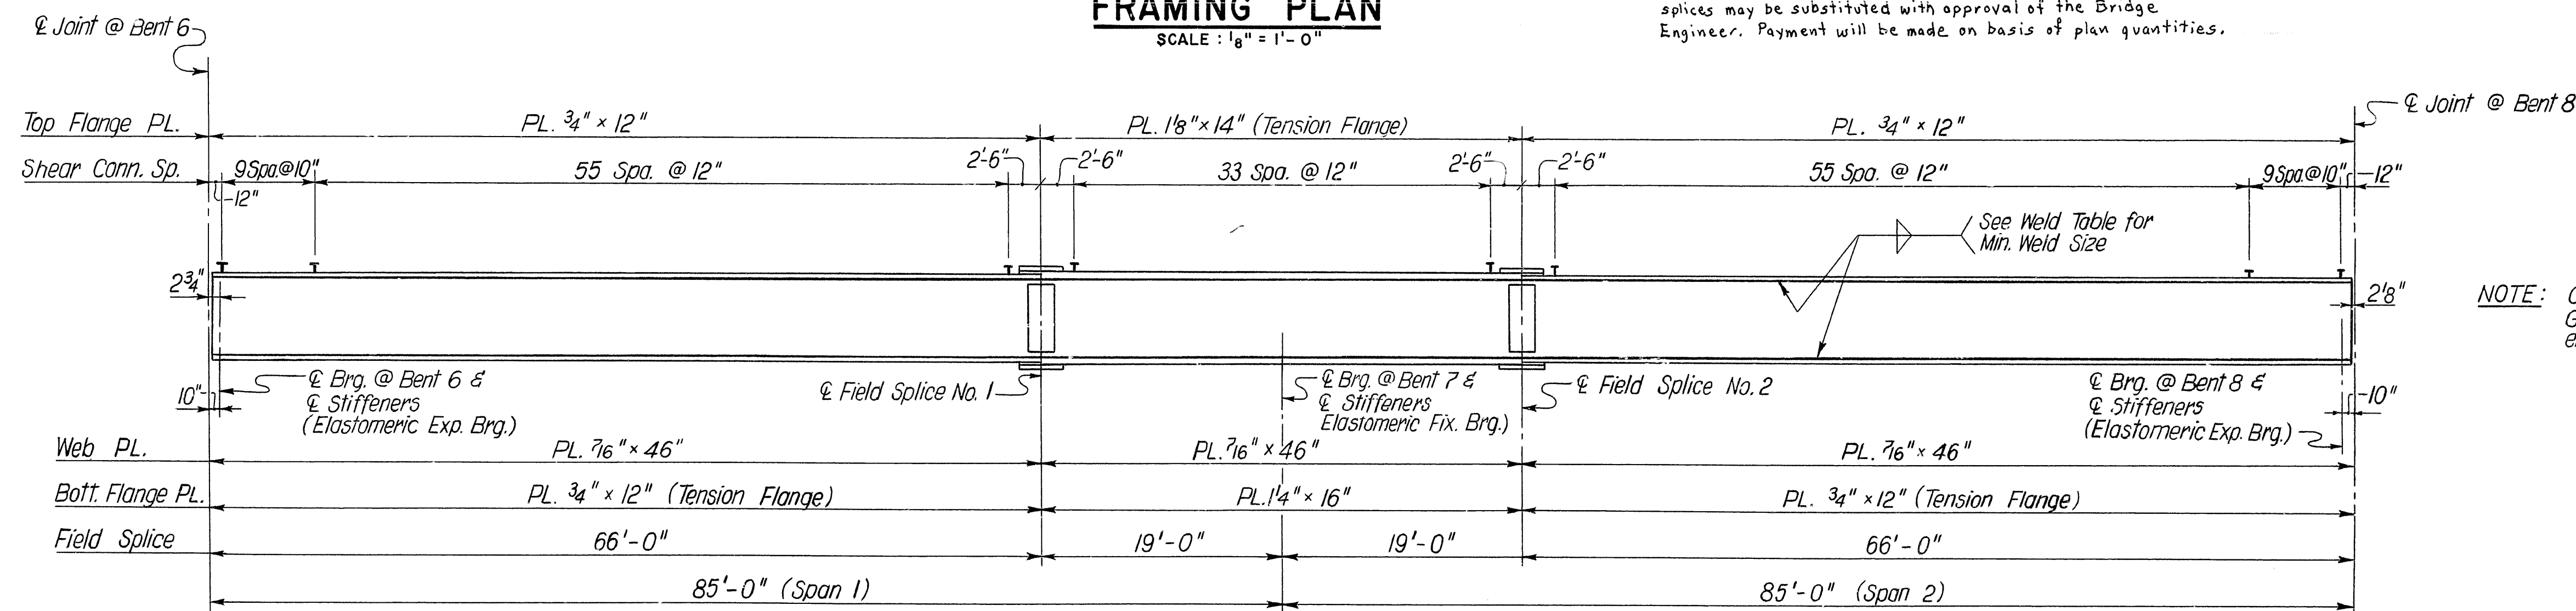 FRAMING PLAN
SCALE : 1/8" = 1'-0"
splices may be substituted with approval of the Bridge
Engineer. Payment will be made on basis of plan quantities.
℄ Joint @ Bent 6
℄ Joint @ Bent 8
Top Flange PL.
PL. 3/4" × 12"
PL. 1 1/8" × 14" (Tension Flange)
PL. 3/4" × 12"
Shear Conn. Sp.
12"
9 Spa. @ 10"
55 Spa. @ 12"
2'-6"
2'-6"
33 Spa. @ 12"
2'-6"
2'-6"
55 Spa. @ 12"
9 Spa. @ 10"
12"
See Weld Table for
Min. Weld Size
2 3/4"
2 1/8"
NOTE:
10"
℄ Brg. @ Bent 6 &
℄ Stiffeners
(Elastomeric Exp. Brg.)
℄ Field Splice No. 1
℄ Brg. @ Bent 7 &
℄ Stiffeners
Elastomeric Fix. Brg.)
℄ Field Splice No. 2
℄ Brg. @ Bent 8 &
℄ Stiffeners
(Elastomeric Exp. Brg.)
10"
Web PL.
PL. 7/16" × 46"
PL. 7/16" × 46"
PL. 7/16" × 46"
Bott. Flange PL.
PL. 3/4" × 12" (Tension Flange)
PL. 1 1/4" × 16"
PL. 3/4" × 12" (Tension Flange)
Field Splice
66'-0"
19'-0"
19'-0"
66'-0"
85'-0" (Span 1)
85'-0" (Span 2)